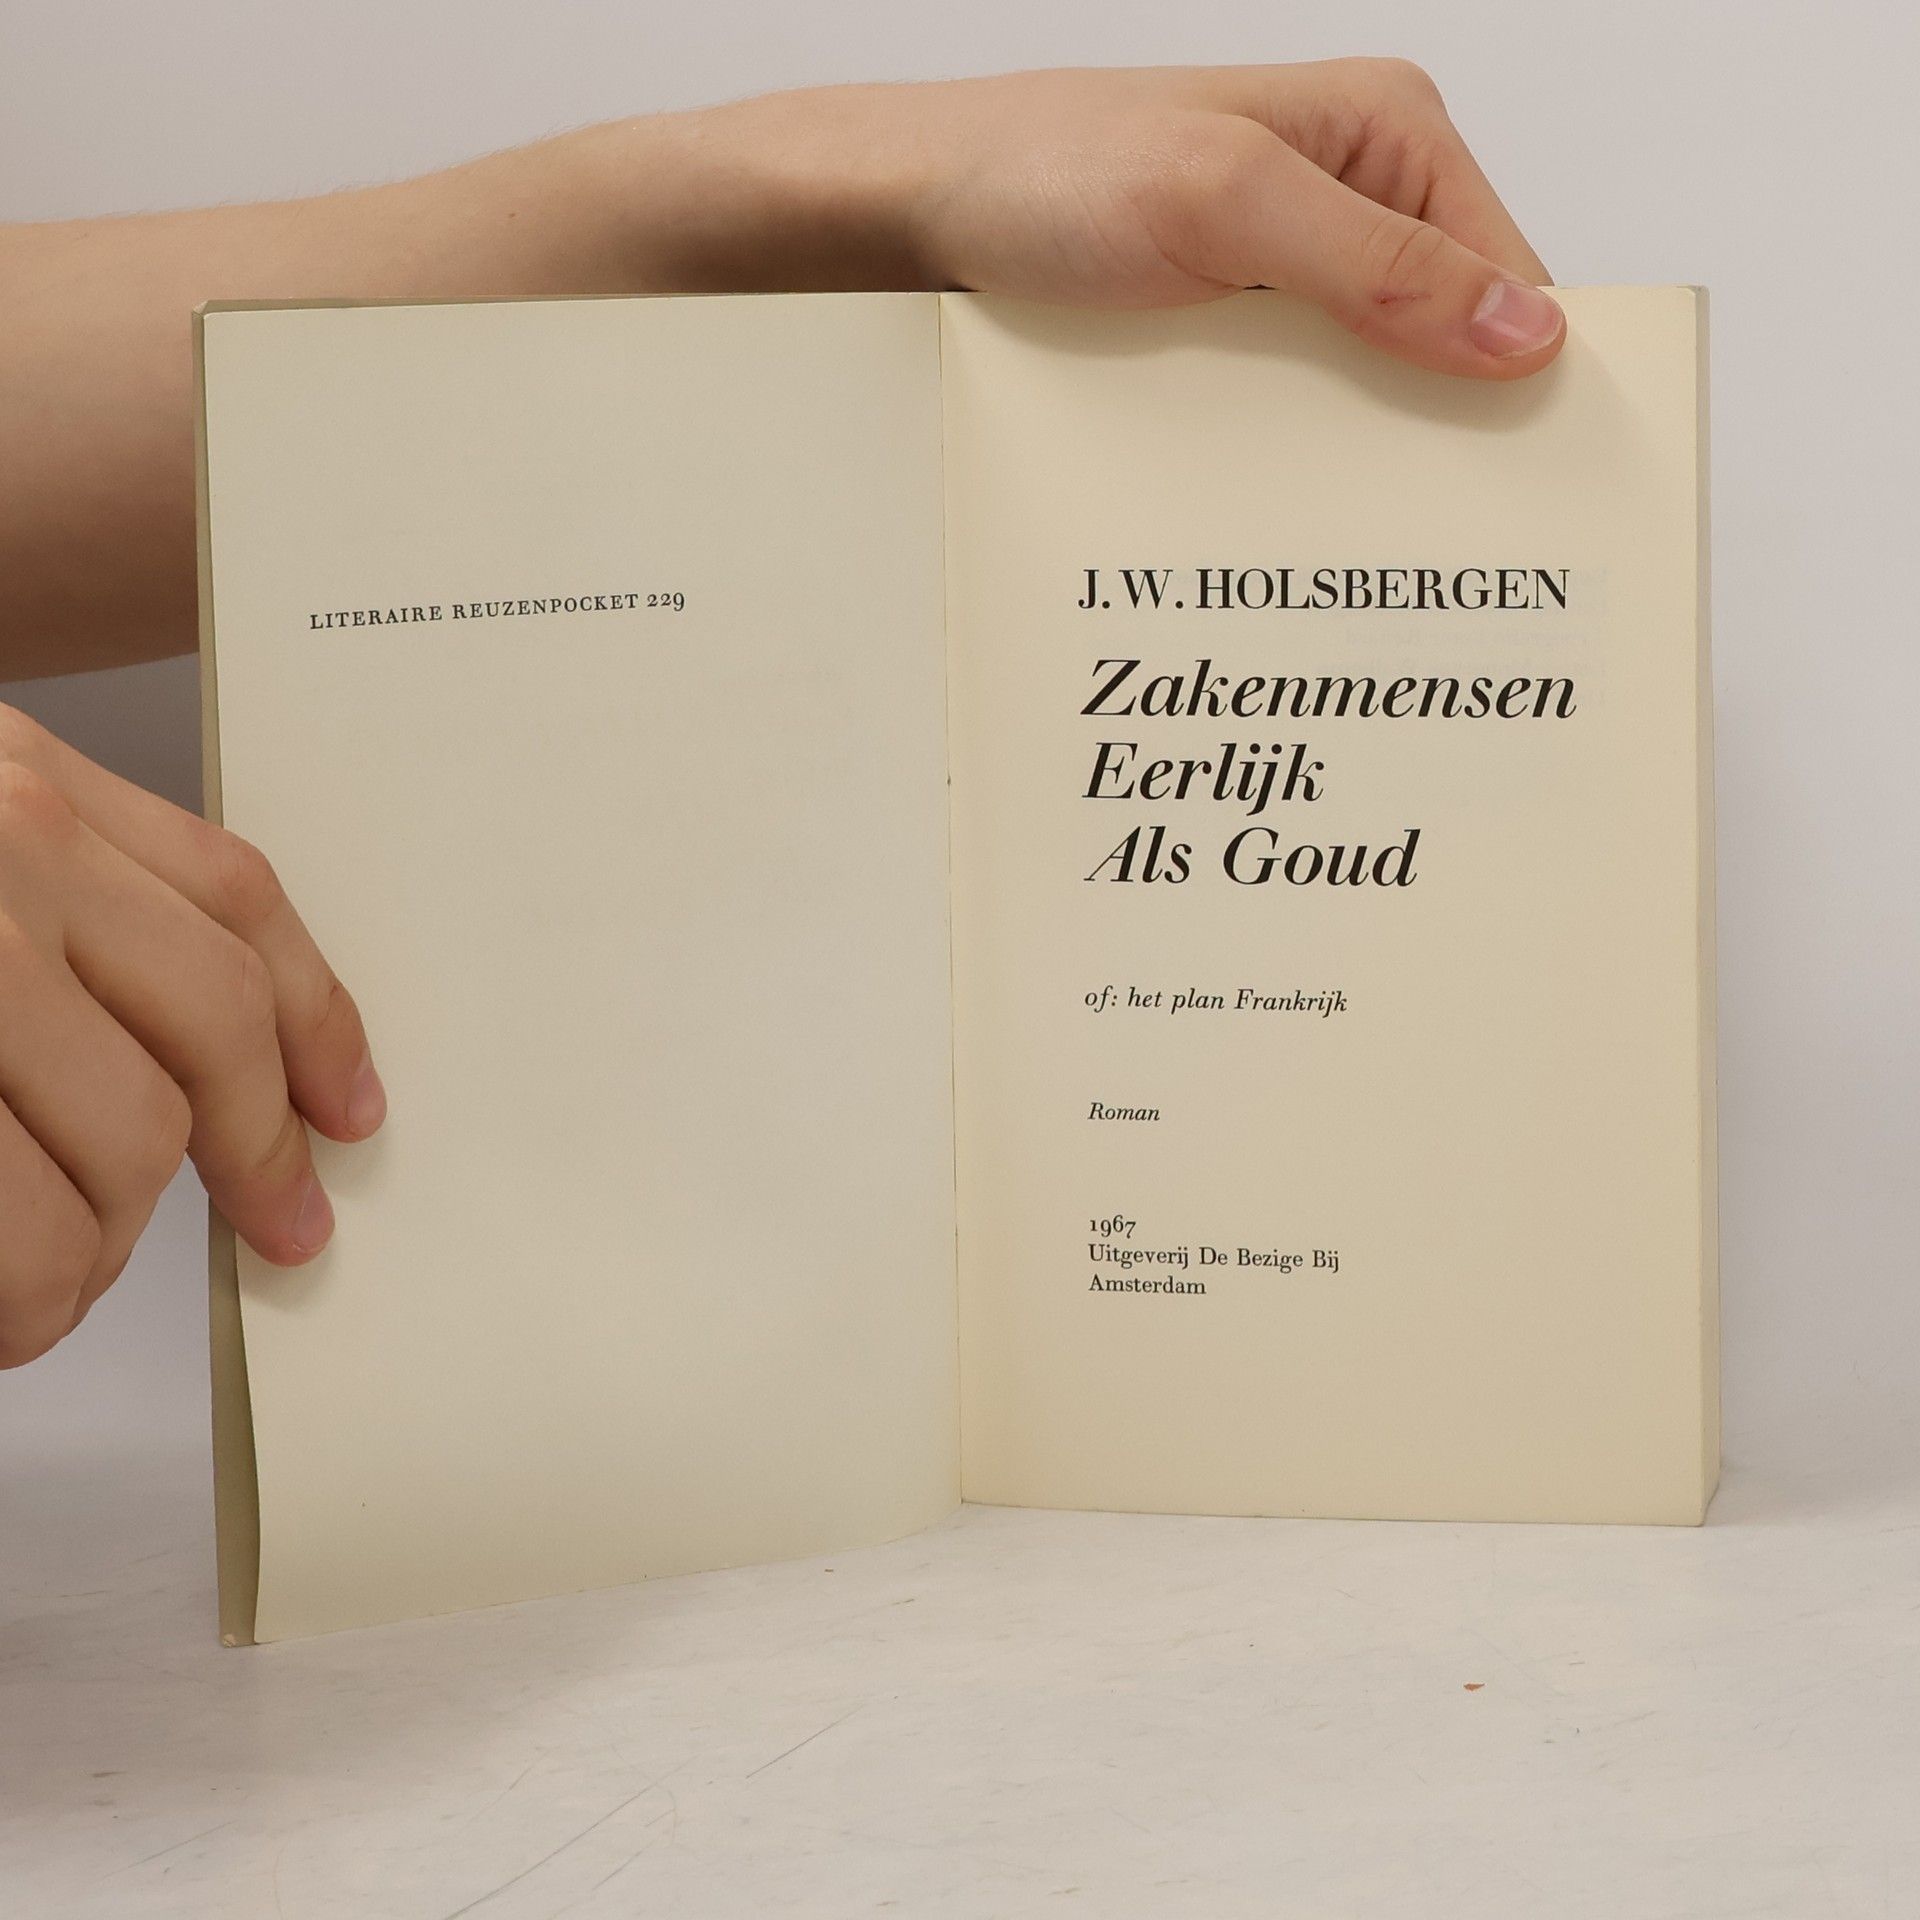 LITERAIRE REUZENPOCKET 229
J. W. HOLSBERGEN
Zakenmensen
Eerlijk
Als Goud
of: het plan Frankrijk
Roman
1967
Uitgeverij De Bezige Bij
Amsterdam